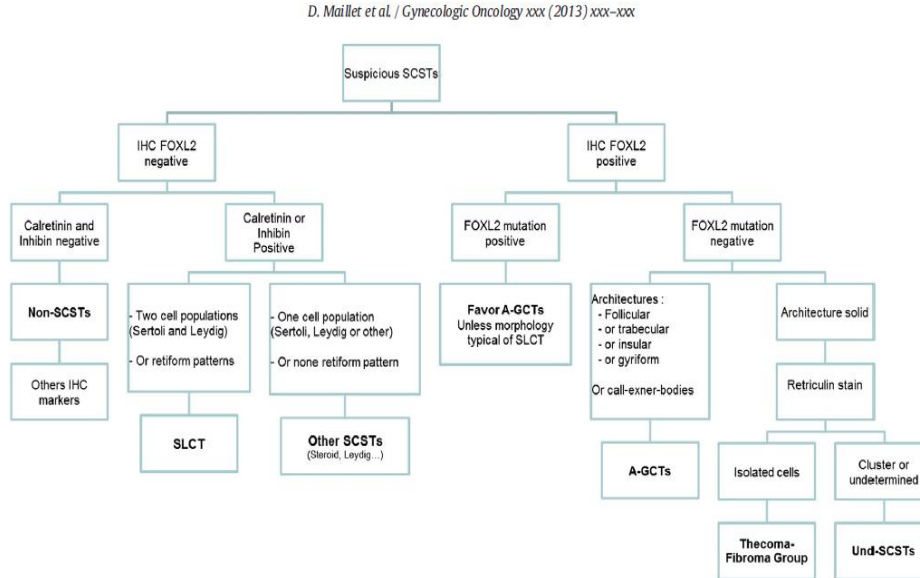 D. Maillet et al. / Gynecologic Oncology xxx (2013) xxx–xxx
Suspicious SCSTs
IHC FOXL2
negative
IHC FOXL2
positive
Calretinin and
Inhibin negative
Calretinin or
Inhibin
Positive
FOXL2 mutation
positive
FOXL2 mutation
negative
Non-SCSTs
- Two cell populations
(Sertoli and Leydig)
- Or retiform patterns
- One cell population
(Sertoli, Leydig or other)
- Or none retiform pattern
Favor A-GCTs
Unless morphology
typical of SLCT
Architectures :
- Follicular
- or trabecular
- or insular
- or gyriform
Or call-exner-bodies
Architecture solid
Others IHC
markers
Retriculin stain
SLCT
Other SCSTs
(Steroid, Leydig...)
A-GCTs
Isolated cells
Cluster or
undetermined
Thecoma-
Fibroma Group
Und-SCSTs